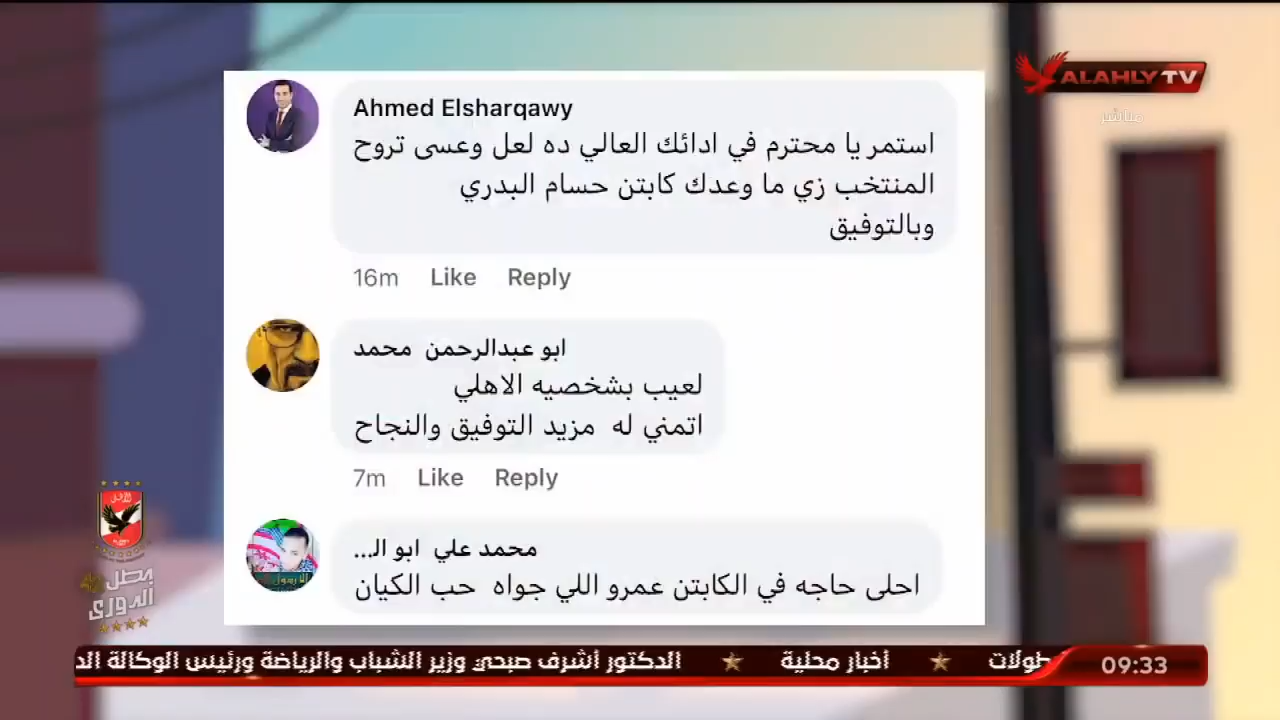 ALAHLY TV
مباشر
Ahmed Elsharqawy
استمر يا محترم في ادائك العالي ده لعل وعسى تروح
المنتخب زي ما وعدك كابتن حسام البدري
وبالتوفيق
16m Like Reply
ابو عبدالرحمن محمد
لعيب بشخصيه الاهلي
اتمني له مزيد التوفيق والنجاح
7m Like Reply
محمد علي ابو الـ...
احلى حاجه في الكابتن عمرو اللي جواه حب الكيان
بطل
الدورى
طولات ★ أخبار محلية ★ الدكتور أشرف صبحي وزير الشباب والرياضة ورئيس الوكالة الد
09:33